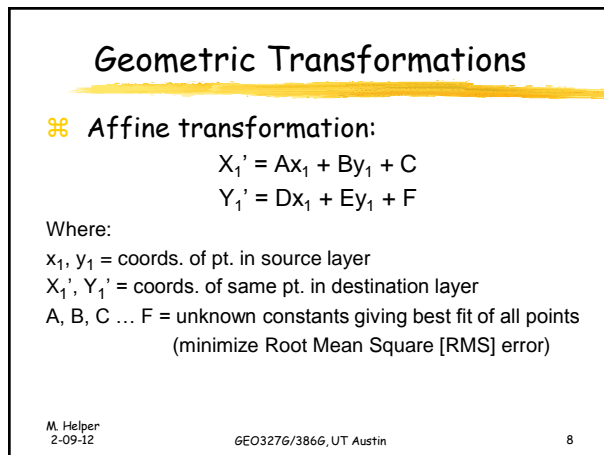 Geometric Transformations
⌘ Affine transformation:
X₁’ = Ax₁ + By₁ + C
Y₁’ = Dx₁ + Ey₁ + F
Where:
x₁, y₁ = coords. of pt. in source layer
X₁’, Y₁’ = coords. of same pt. in destination layer
A, B, C … F = unknown constants giving best fit of all points
(minimize Root Mean Square [RMS] error)
M. Helper
2-09-12
GEO327G/386G, UT Austin
8